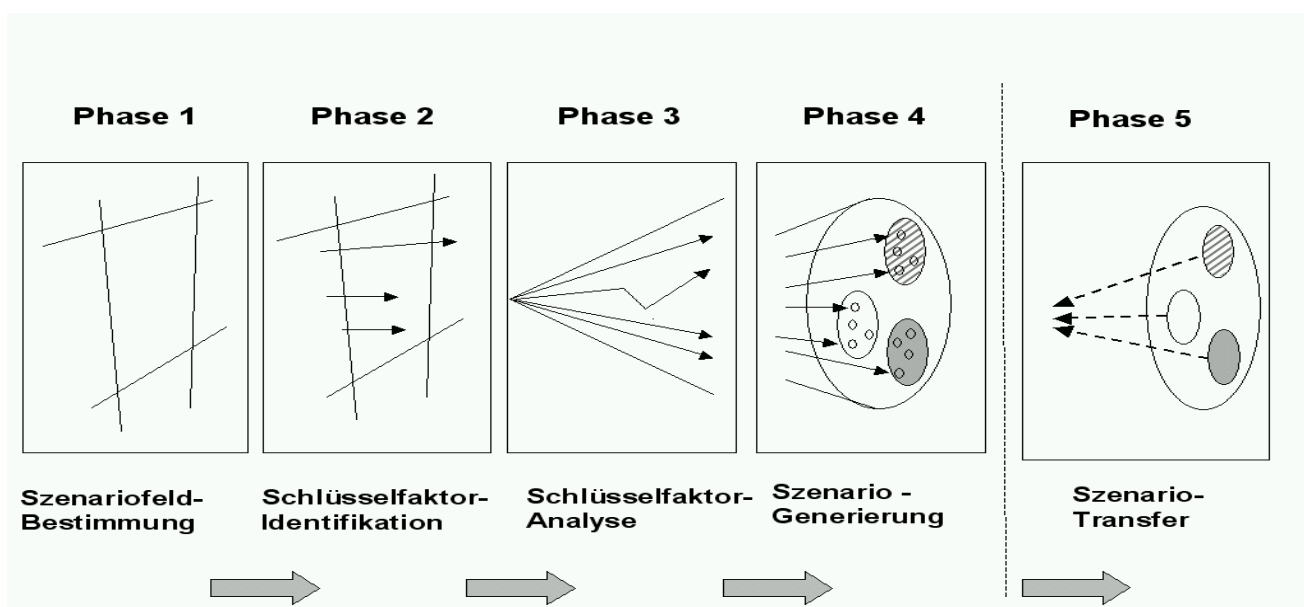 Phase 1
Phase 2
Phase 3
Phase 4
Phase 5
Szenariofeld-
Bestimmung
Schlüsselfaktor-
Identifikation
Schlüsselfaktor-
Analyse
Szenario -
Generierung
Szenario-
Transfer